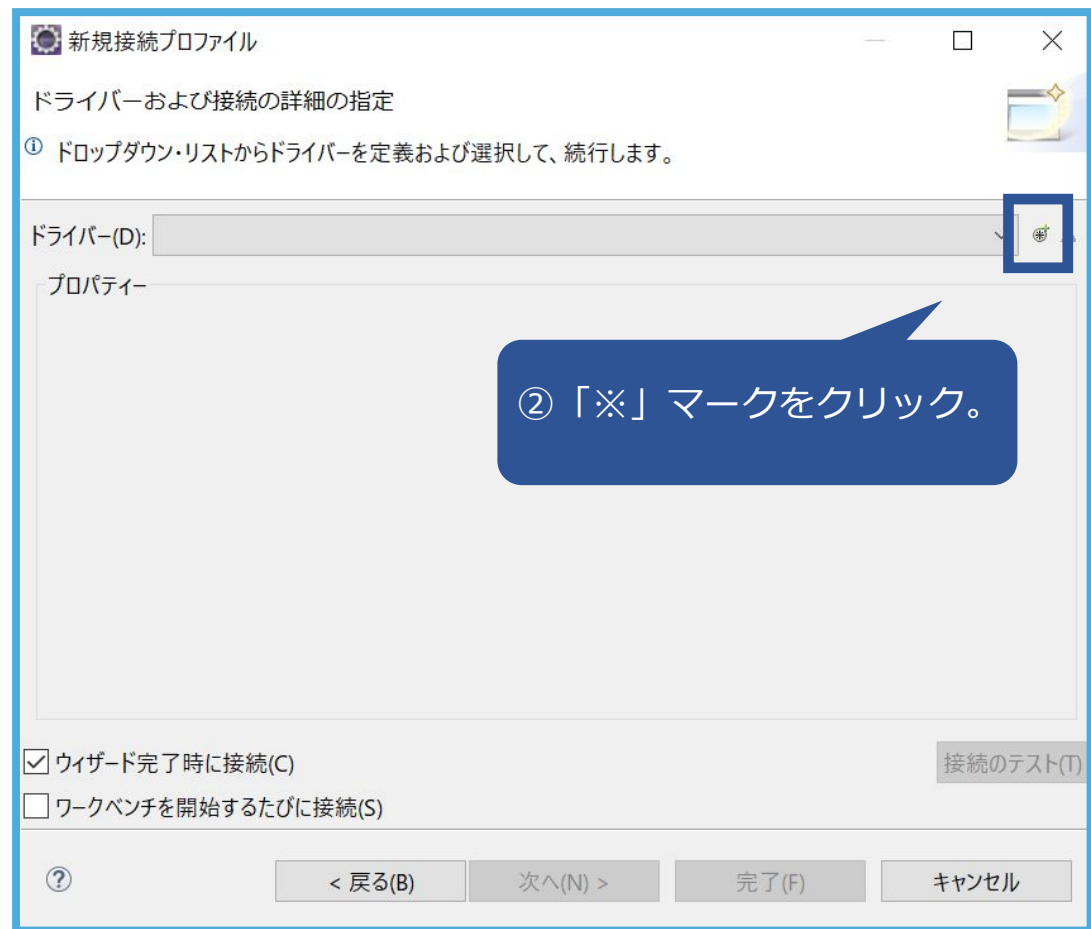 新規接続プロファイル
ドライバーおよび接続の詳細の指定
ドロップダウン・リストからドライバーを定義および選択して、続行します。
ドライバー(D):
プロパティー
②「※」マークをクリック。
ウィザード完了時に接続(C)
接続のテスト(T)
ワークベンチを開始するたびに接続(S)
< 戻る(B)
次へ(N) >
完了(F)
キャンセル